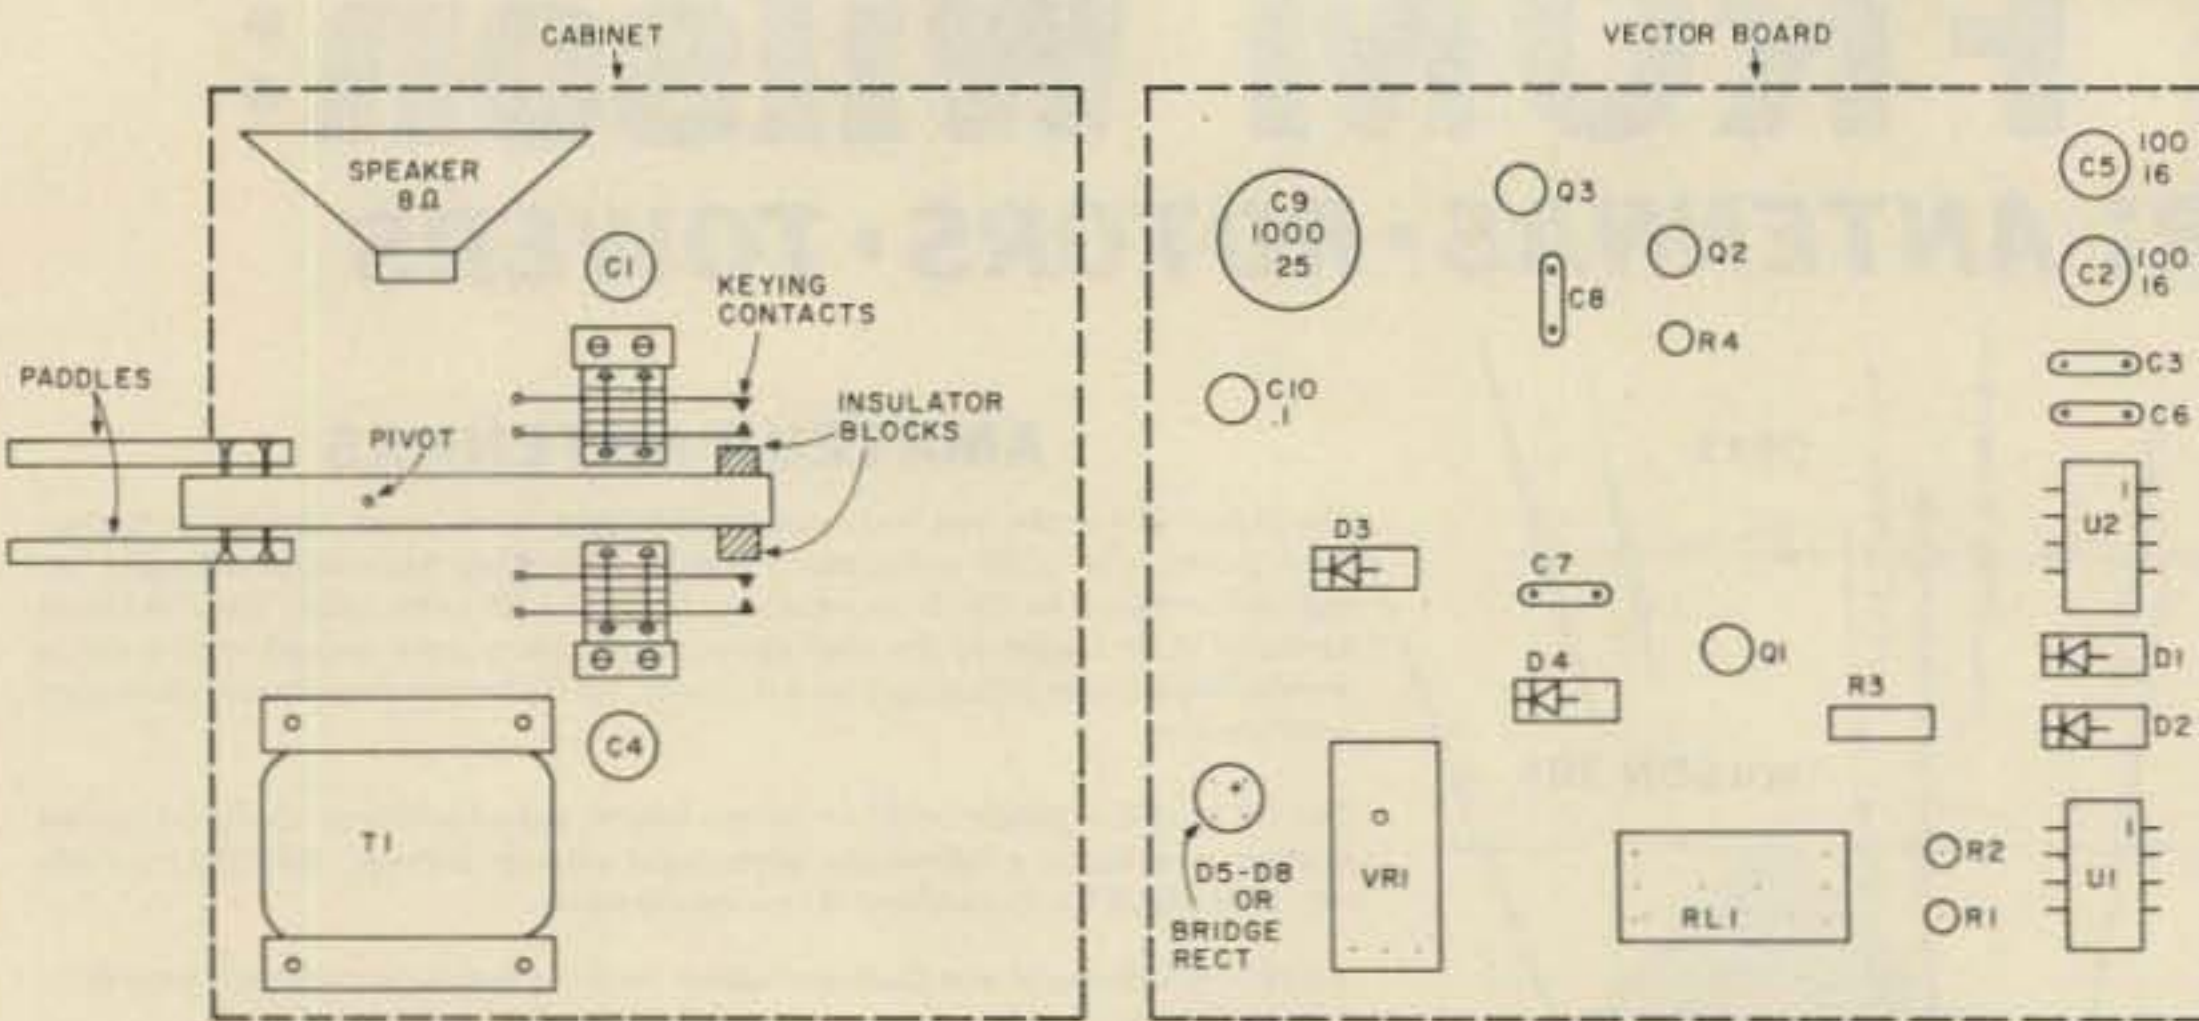 CABINET
SPEAKER
8Ω
C1
KEYING
CONTACTS
PADDLES
PIVOT
INSULATOR
BLOCKS
C4
T1
VECTOR BOARD
C9
1000
25
Q3
C5 100
16
Q2
C2 100
16
C8
R4
C3
C10
.1
C6
1
U2
D3
C7
Q1
D1
D4
R3
D2
1
D5-D8
OR
BRIDGE
RECT
VR1
RL1
R2
U1
R1